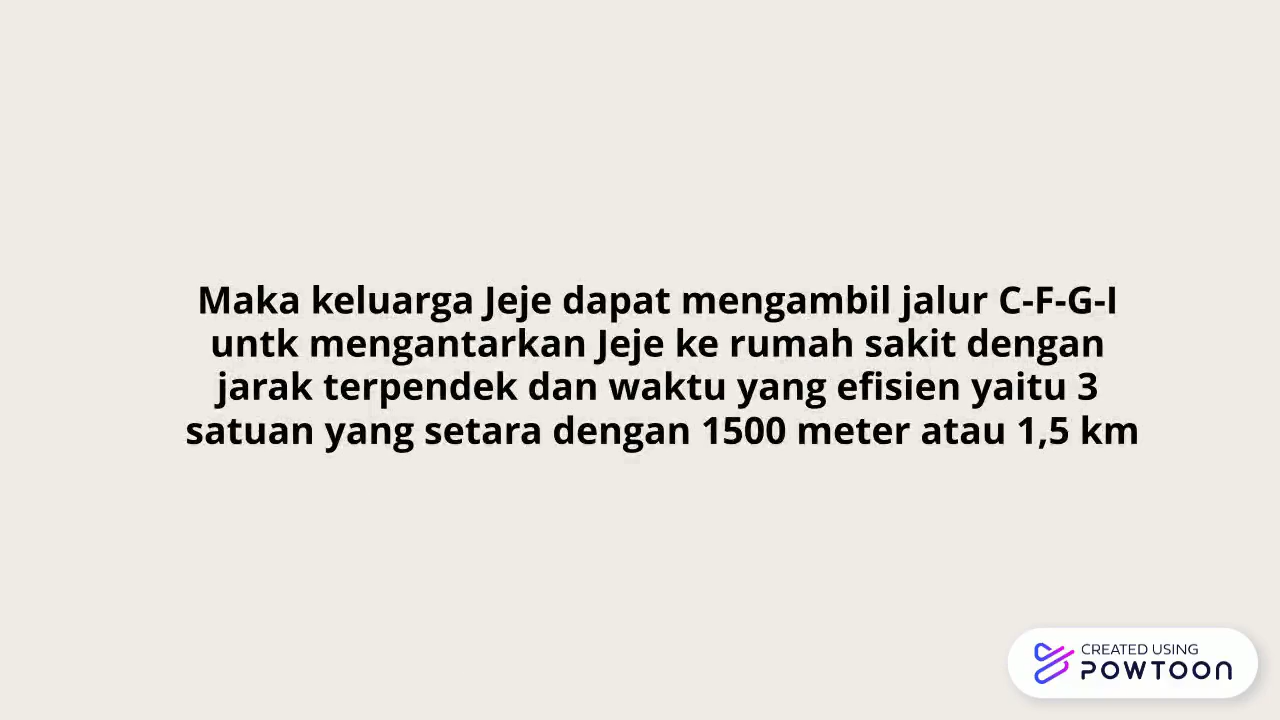 Maka keluarga Jeje dapat mengambil jalur C-F-G-I
untk mengantarkan Jeje ke rumah sakit dengan
jarak terpendek dan waktu yang efisien yaitu 3
satuan yang setara dengan 1500 meter atau 1,5 km
CREATED USING
POWTOON